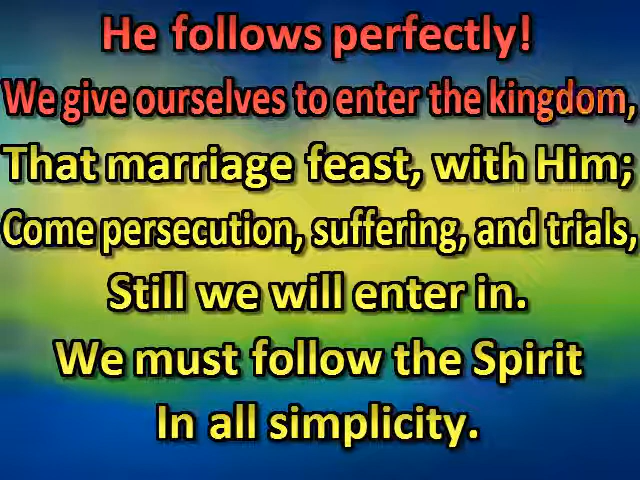 He follows perfectly!
We give ourselves to enter the kingdom,
That marriage feast, with Him;
Come persecution, suffering, and trials,
Still we will enter in.
We must follow the Spirit
In all simplicity.